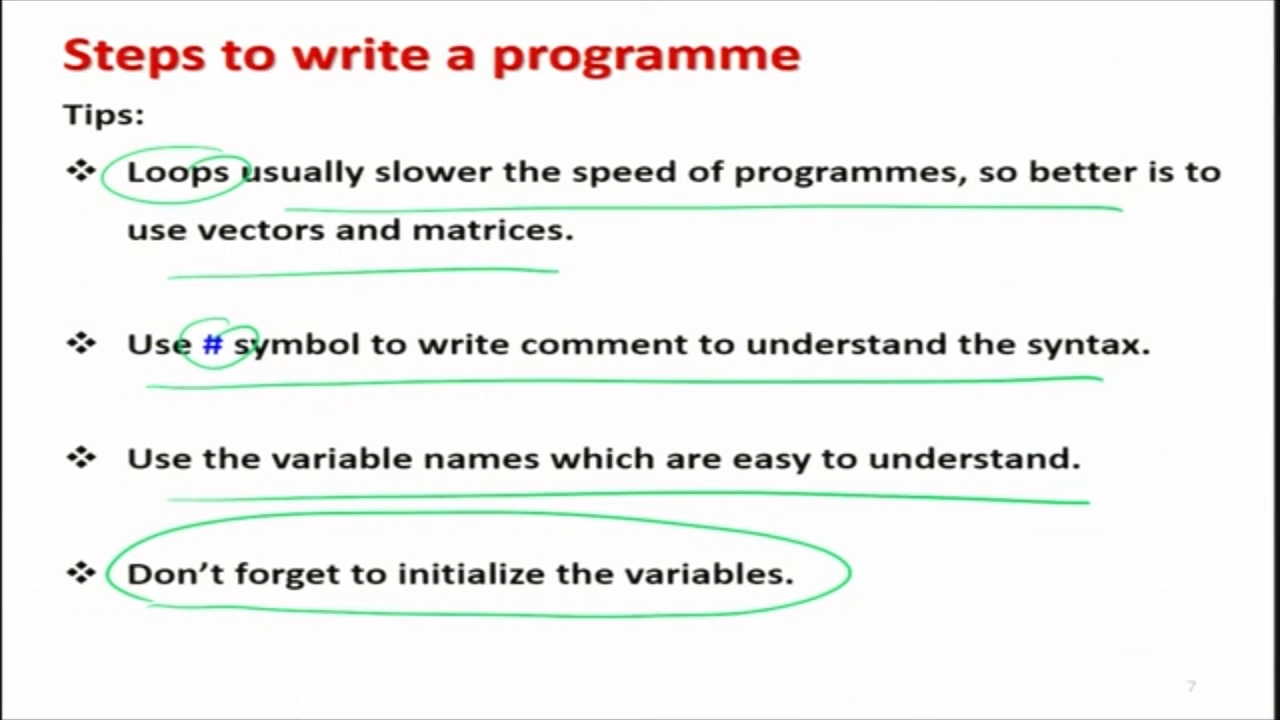 Steps to write a programme
Tips:
❖ Loops usually slower the speed of programmes, so better is to
use vectors and matrices.
❖ Use # symbol to write comment to understand the syntax.
❖ Use the variable names which are easy to understand.
❖ Don’t forget to initialize the variables.
7